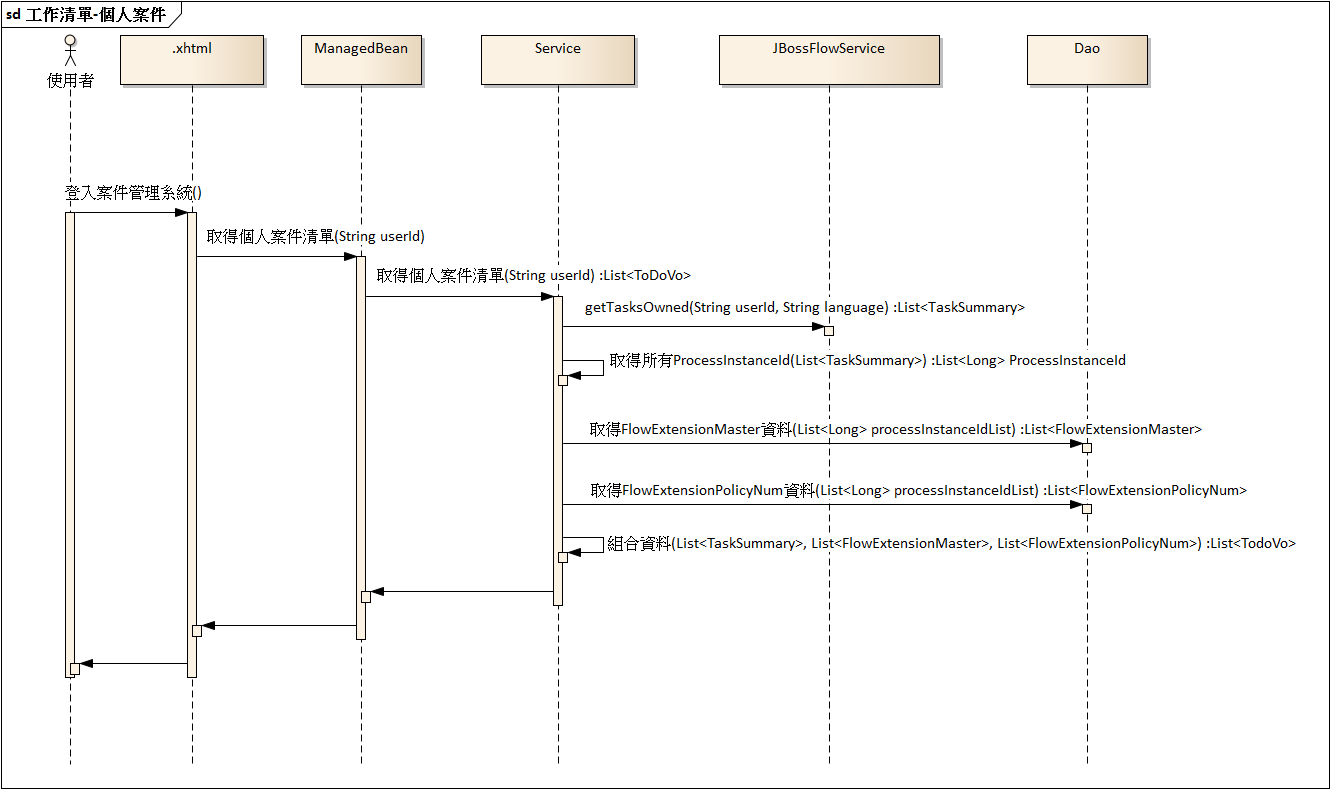 sd 工作清單-個人案件
使用者
.xhtml
ManagedBean
Service
JBossFlowService
Dao
登入案件管理系統()
取得個人案件清單(String userId)
取得個人案件清單(String userId) :List<ToDoVo>
getTasksOwned(String userId, String language) :List<TaskSummary>
取得所有ProcessInstanceId(List<TaskSummary>) :List<Long> ProcessInstanceId
取得FlowExtensionMaster資料(List<Long> processInstanceIdList) :List<FlowExtensionMaster>
取得FlowExtensionPolicyNum資料(List<Long> processInstanceIdList) :List<FlowExtensionPolicyNum>
組合資料(List<TaskSummary>, List<FlowExtensionMaster>, List<FlowExtensionPolicyNum>) :List<TodoVo>